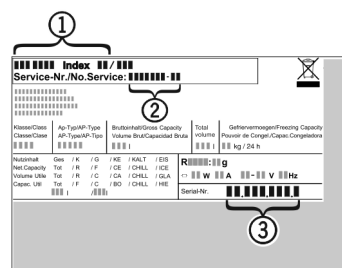 1
Index /
Service-Nr./No.Service: -
2
Klasse/Class Ap-Typ/AP-Type Bruttoinhalt/Gross Capacity Total Gefriervermoegen/Freezing Capacity
Classe/Clase AP-Type/AP-Tipo Volume Brut/Capacidad Bruta volume Pouvoir de Congel./Capac.Congeladora
l l kg / 24 h
Nutzinhalt Ges / K / G / KE / KALT / EIS
Net.Capacity Tot / R / F / CE / CHILL / ICE
Volume Utile Tot / R / C / CA / CHILL / GLA
Capac. Util Tot / F / C / BO / CHILL / HIE
l / l
R : g
W A - V Hz
Serial-Nr. . . .
3